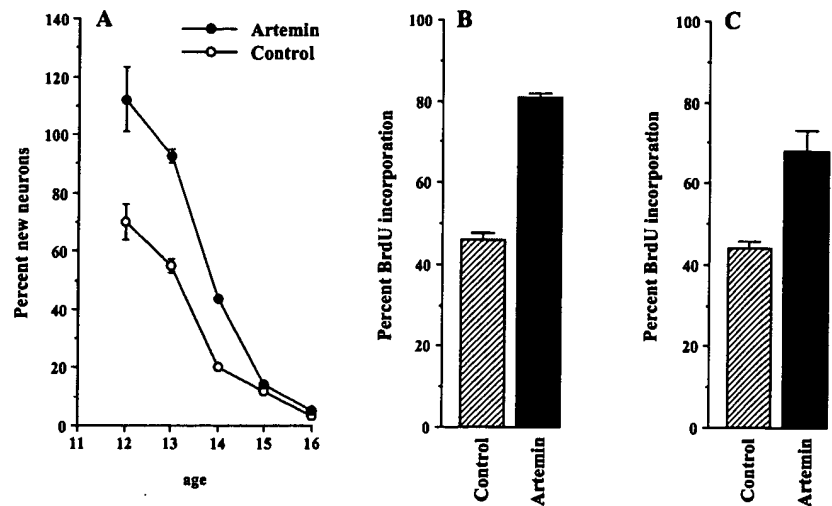 A
Artemin
Control
Percent new neurons
140
120
100
80
60
40
20
0
11
12
13
14
15
16
age
B
Percent BrdU incorporation
100
80
60
40
20
0
Control
Artemin
C
Percent BrdU incorporation
100
80
60
40
20
0
Control
Artemin